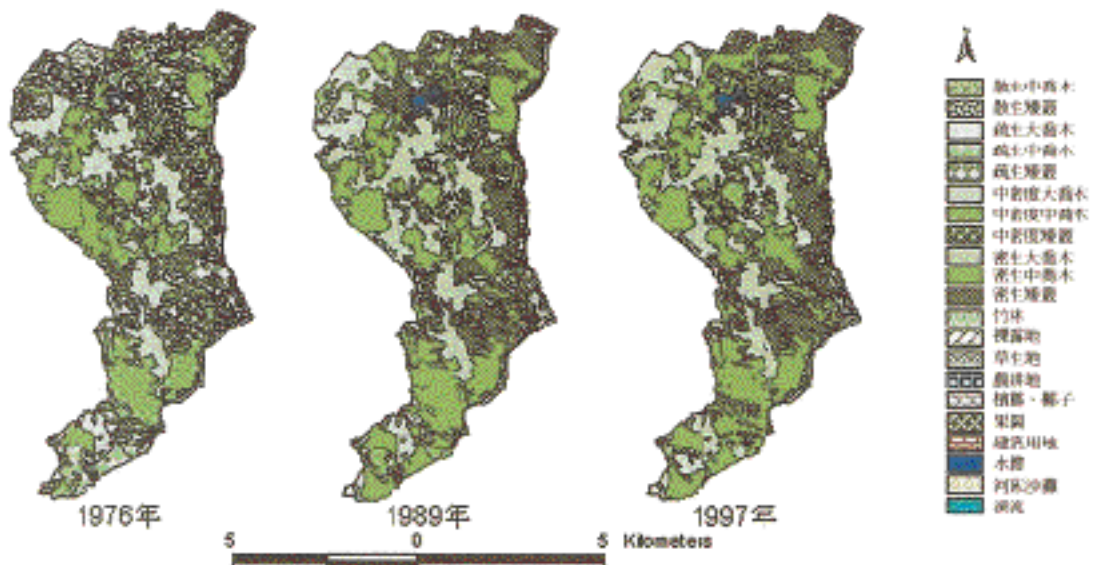 散生中喬木
散生矮叢
疏生大喬木
疏生中喬木
疏生矮叢
中密度大喬木
中密度中喬木
中密度矮叢
密生大喬木
密生中喬木
密生矮叢
竹林
裸露地
草生地
農耕地
檳榔、椰子
果園
建築用地
水體
河床沙灘
溪流
1976年
1989年
1997年
5 0 5 Kilometers